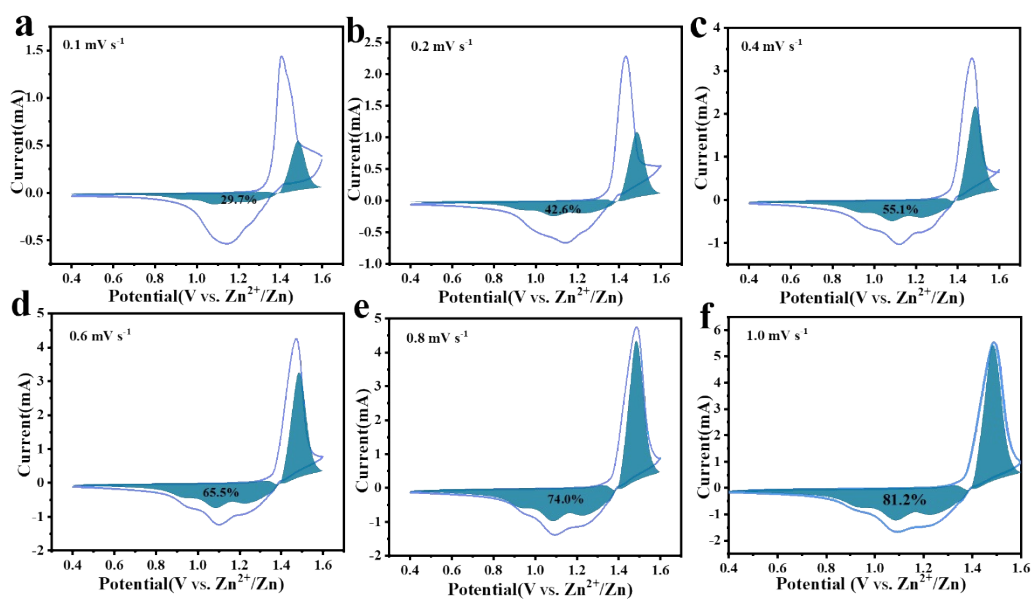 a
0.1 mV s⁻¹
1.5
1.0
0.5
0.0
-0.5
Current(mA)
29.7%
0.4 0.6 0.8 1.0 1.2 1.4 1.6
Potential(V vs. Zn²⁺/Zn)
b
0.2 mV s⁻¹
2.5
2.0
1.5
1.0
0.5
0.0
-0.5
-1.0
Current(mA)
42.6%
0.4 0.6 0.8 1.0 1.2 1.4 1.6
Potential(V vs. Zn²⁺/Zn)
c
0.4 mV s⁻¹
4
3
2
1
0
-1
Current(mA)
55.1%
0.4 0.6 0.8 1.0 1.2 1.4 1.6
Potential(V vs. Zn²⁺/Zn)
d
0.6 mV s⁻¹
5
4
3
2
1
0
-1
-2
Current(mA)
65.5%
0.4 0.6 0.8 1.0 1.2 1.4 1.6
Potential(V vs. Zn²⁺/Zn)
e
0.8 mV s⁻¹
5
4
3
2
1
0
-1
-2
Current(mA)
74.0%
0.4 0.6 0.8 1.0 1.2 1.4 1.6
Potential(V vs. Zn²⁺/Zn)
f
1.0 mV s⁻¹
6
5
4
3
2
1
0
-1
-2
Current(mA)
81.2%
0.4 0.6 0.8 1.0 1.2 1.4 1.6
Potential (V vs. Zn²⁺/Zn)